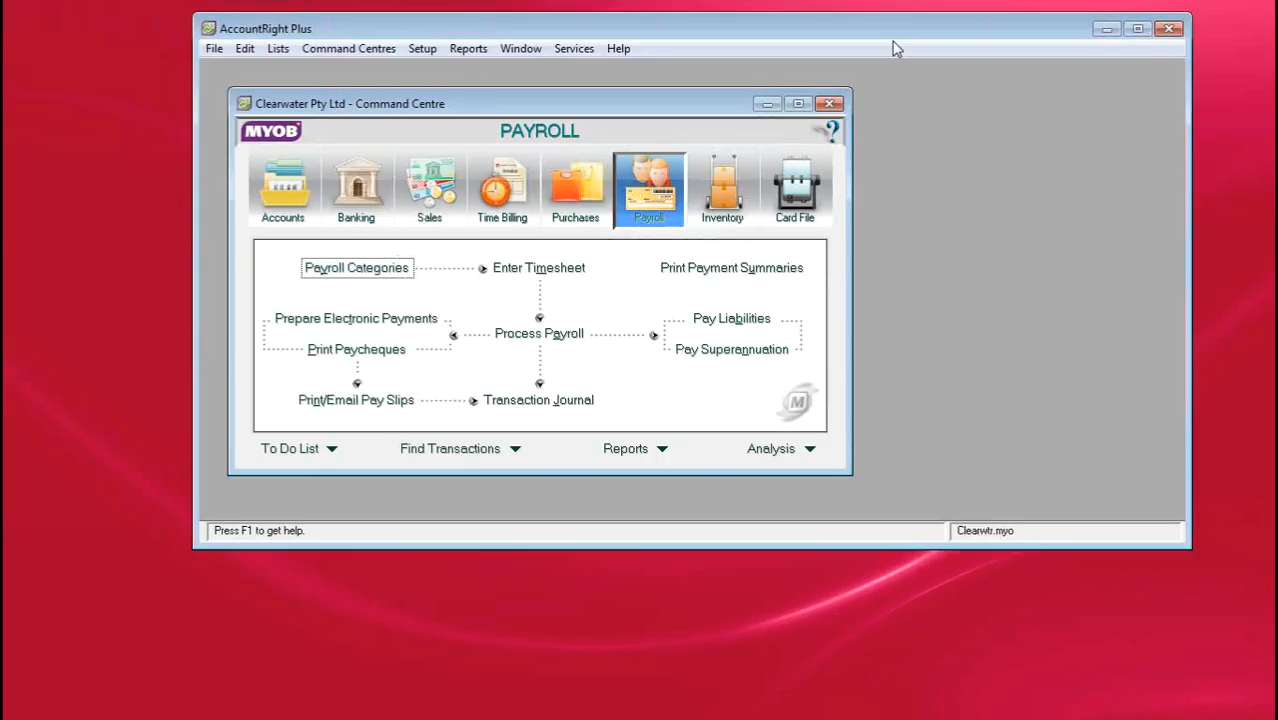 AccountRight Plus
File Edit Lists Command Centres Setup Reports Window Services Help
Clearwater Pty Ltd - Command Centre
MYOB PAYROLL ?
Accounts Banking Sales Time Billing Purchases Payroll Inventory Card File
Payroll Categories Enter Timesheet Print Payment Summaries
Prepare Electronic Payments Pay Liabilities
Process Payroll
Print Paycheques Pay Superannuation
Print/Email Pay Slips Transaction Journal
M
To Do List Find Transactions Reports Analysis
Press F1 to get help. Clearwtr.myo